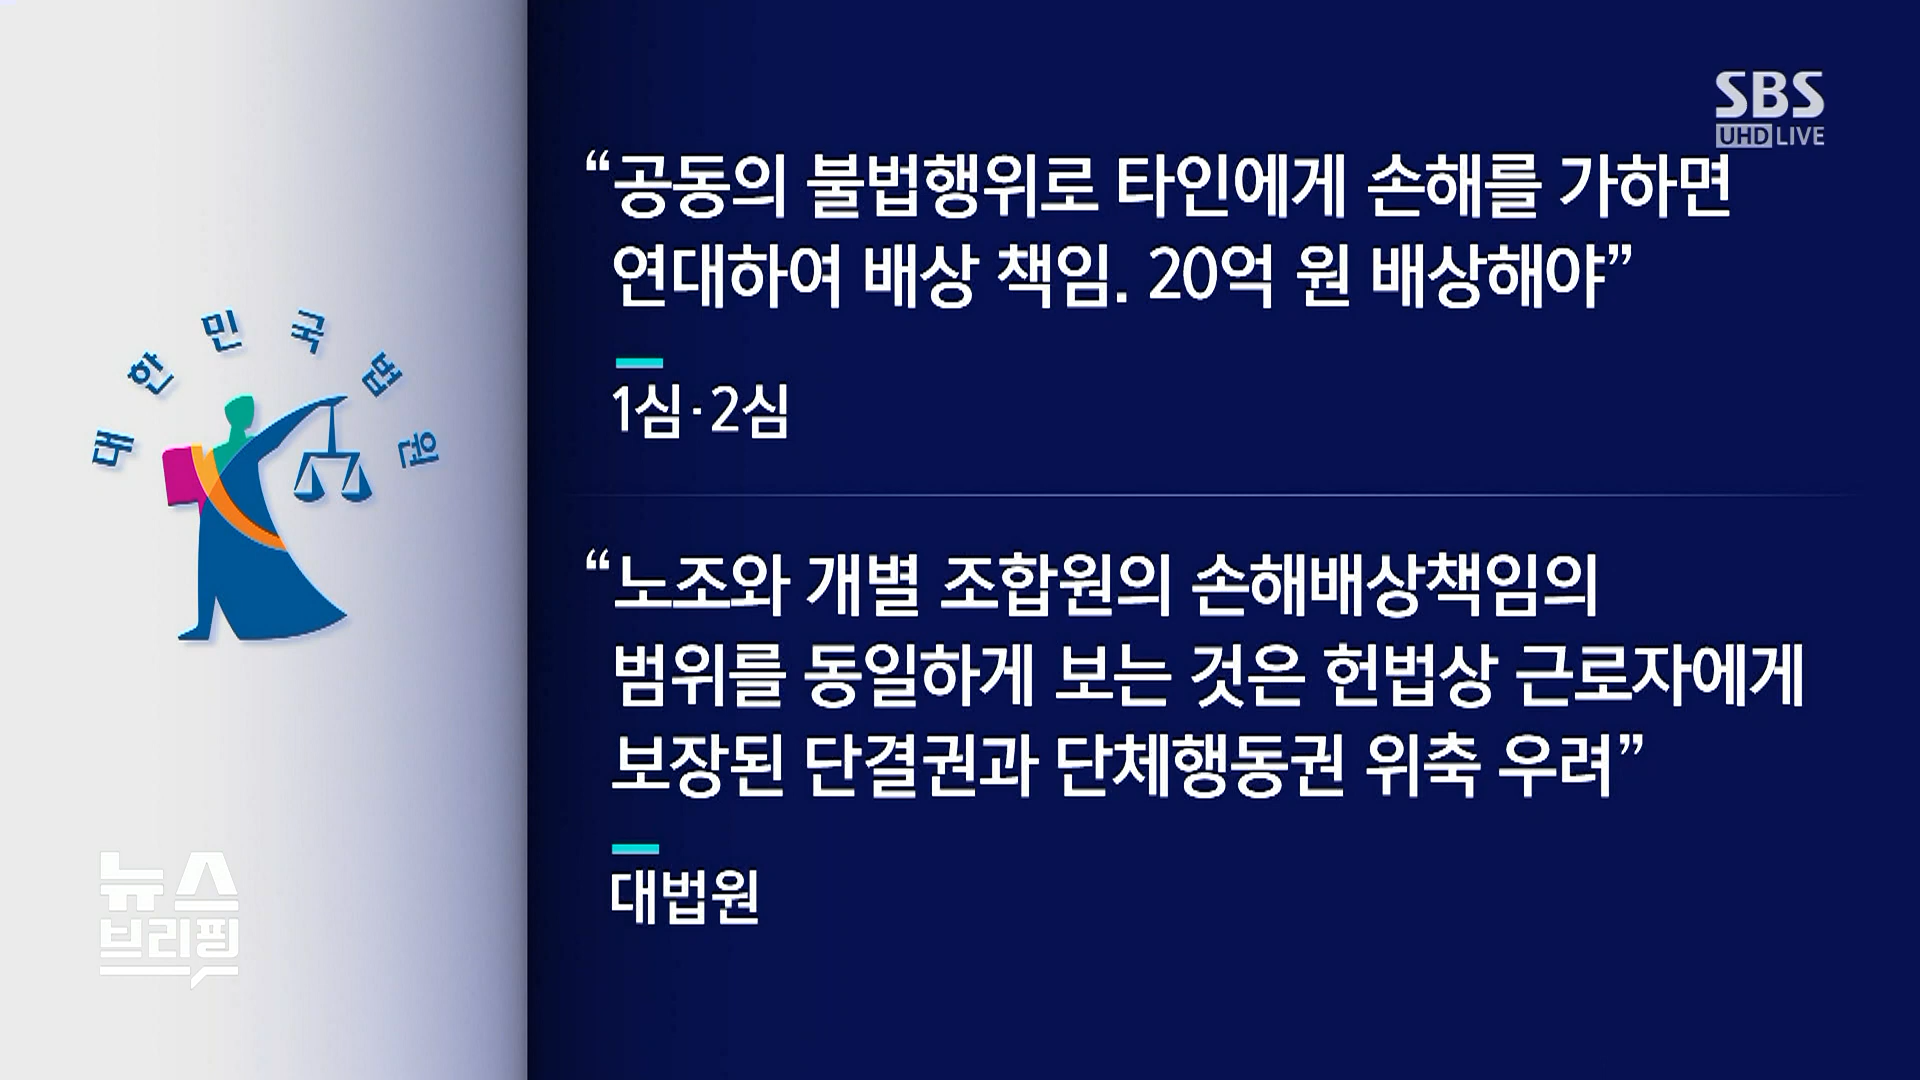 SBS
UHD LIVE
“공동의 불법행위로 타인에게 손해를 가하면
연대하여 배상 책임. 20억 원 배상해야”
1심·2심
대한민국법원
“노조와 개별 조합원의 손해배상책임의
범위를 동일하게 보는 것은 헌법상 근로자에게
보장된 단결권과 단체행동권 위축 우려”
대법원
뉴스
브리핑